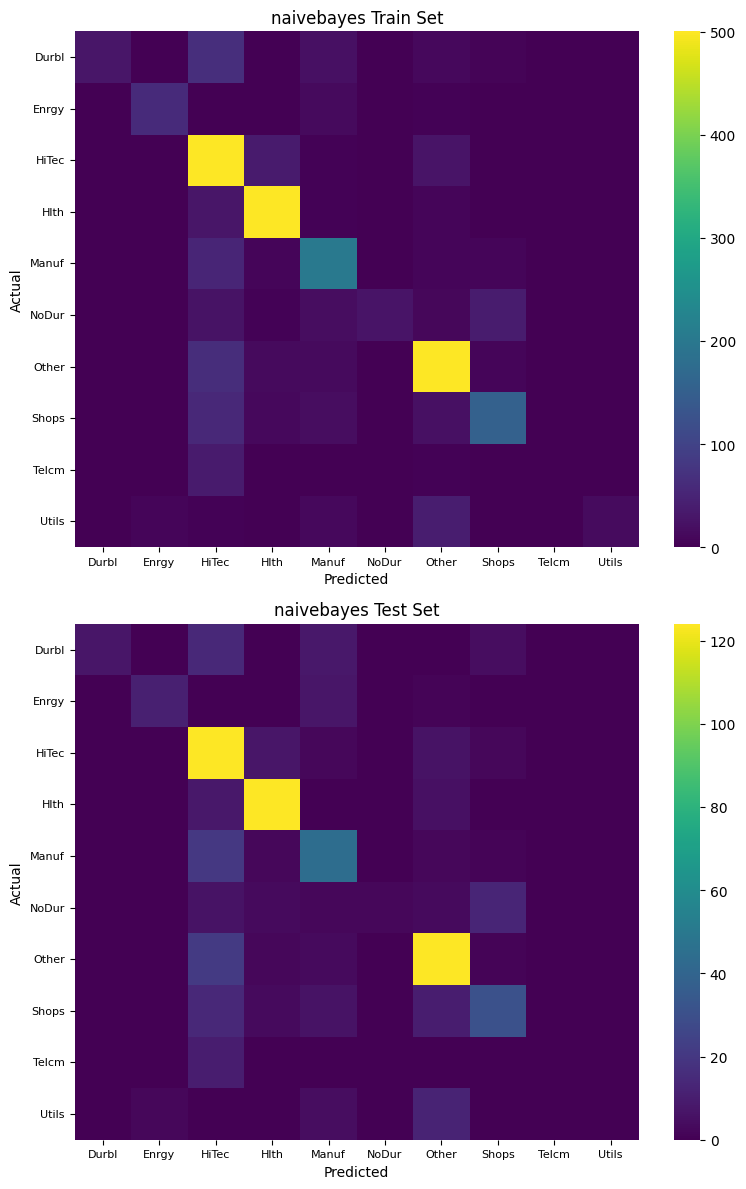 naivebayes Train Set
Durbl
Enrgy
HiTec
Hlth
Manuf
NoDur
Other
Shops
Telcm
Utils
Actual
Durbl Enrgy HiTec Hlth Manuf NoDur Other Shops Telcm Utils
Predicted
500
400
300
200
100
0
naivebayes Test Set
Durbl
Enrgy
HiTec
Hlth
Manuf
NoDur
Other
Shops
Telcm
Utils
Actual
Durbl Enrgy HiTec Hlth Manuf NoDur Other Shops Telcm Utils
Predicted
120
100
80
60
40
20
0